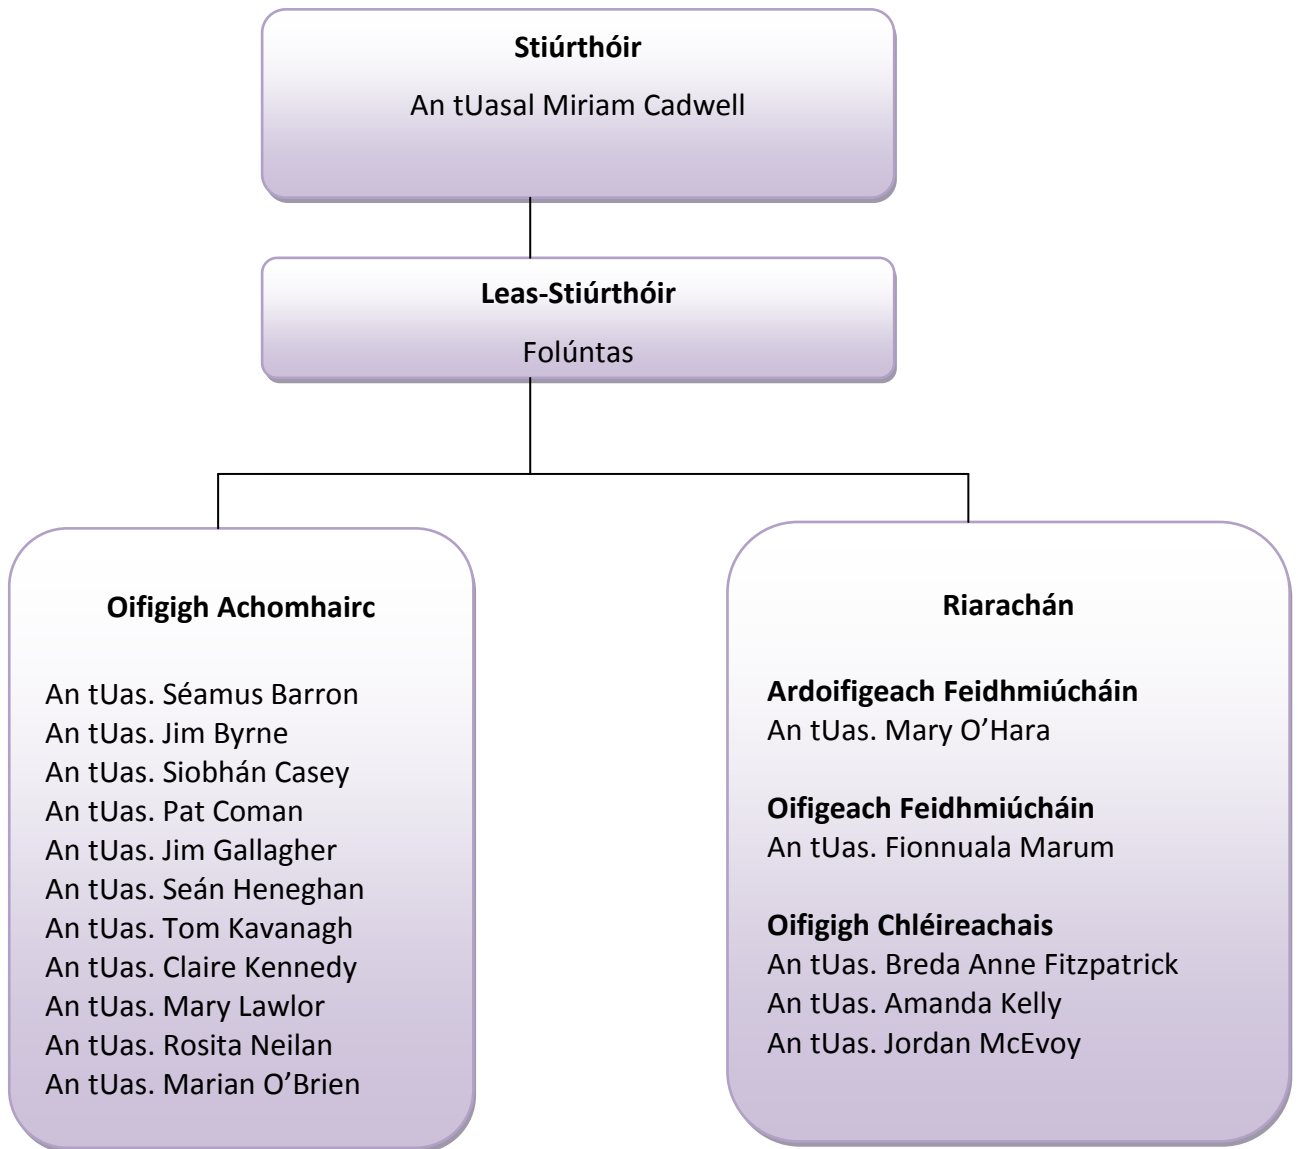 Stiúrthóir
An tUasal Miriam Cadwell
Leas-Stiúrthóir
Folúntas
Oifigigh Achomhairc
An tUas. Séamus Barron
An tUas. Jim Byrne
An tUas. Siobhán Casey
An tUas. Pat Coman
An tUas. Jim Gallagher
An tUas. Seán Heneghan
An tUas. Tom Kavanagh
An tUas. Claire Kennedy
An tUas. Mary Lawlor
An tUas. Rosita Neilan
An tUas. Marian O’Brien
Riarachán
Ardoifigeach Feidhmiúcháin
An tUas. Mary O’Hara
Oifigeach Feidhmiúcháin
An tUas. Fionnuala Marum
Oifigigh Chléireachais
An tUas. Breda Anne Fitzpatrick
An tUas. Amanda Kelly
An tUas. Jordan McEvoy